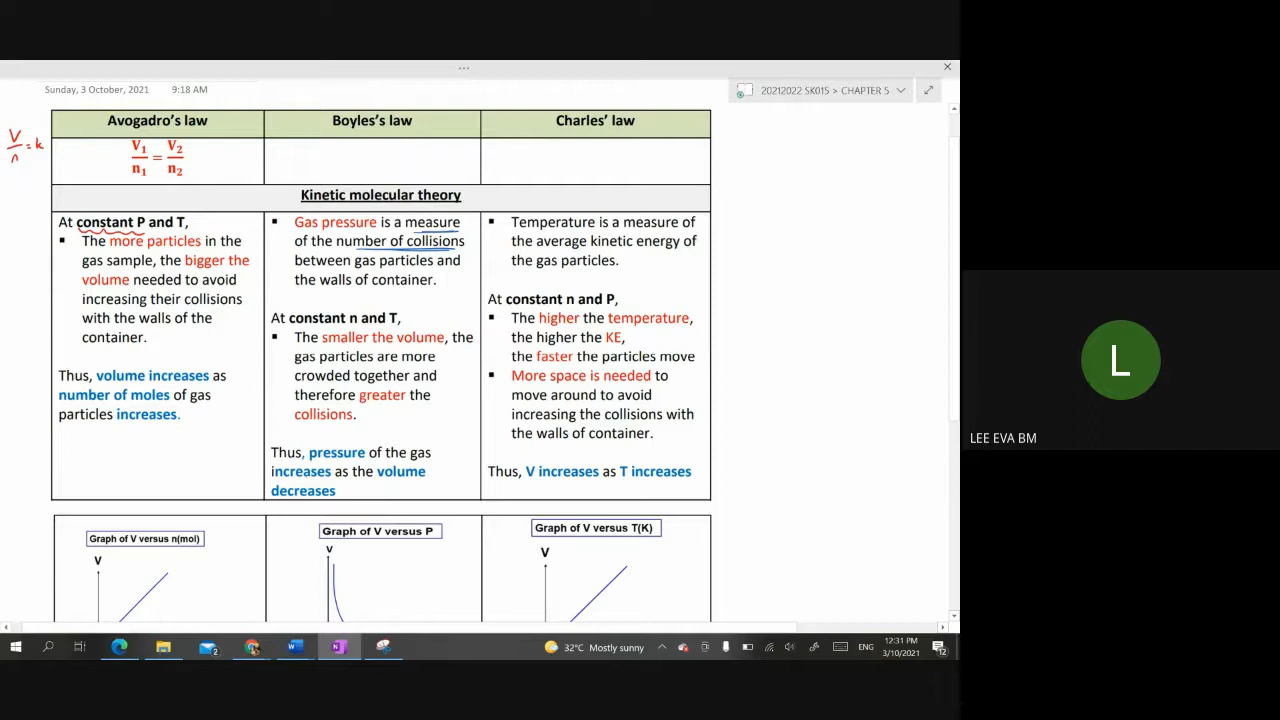 Sunday, 3 October, 2021 9:18 AM
20212022 SK015 > CHAPTER 5
Avogadro's law
Boyles's law
Charles' law
V/n = k
V₁/n₁ = V₂/n₂
Kinetic molecular theory
At constant P and T,
▪ The more particles in the
gas sample, the bigger the
volume needed to avoid
increasing their collisions
with the walls of the
container.
Thus, volume increases as
number of moles of gas
particles increases.
▪ Gas pressure is a measure
of the number of collisions
between gas particles and
the walls of container.
At constant n and T,
▪ The smaller the volume, the
gas particles are more
crowded together and
therefore greater the
collisions.
Thus, pressure of the gas
increases as the volume
decreases
▪ Temperature is a measure of
the average kinetic energy of
the gas particles.
At constant n and P,
▪ The higher the temperature,
the higher the KE,
the faster the particles move
▪ More space is needed to
move around to avoid
increasing the collisions with
the walls of container.
Thus, V increases as T increases
Graph of V versus n(mol)
V
Graph of V versus P
V
Graph of V versus T(K)
V
L
LEE EVA BM
2
32°C Mostly sunny
ENG
12:31 PM
3/10/2021
12